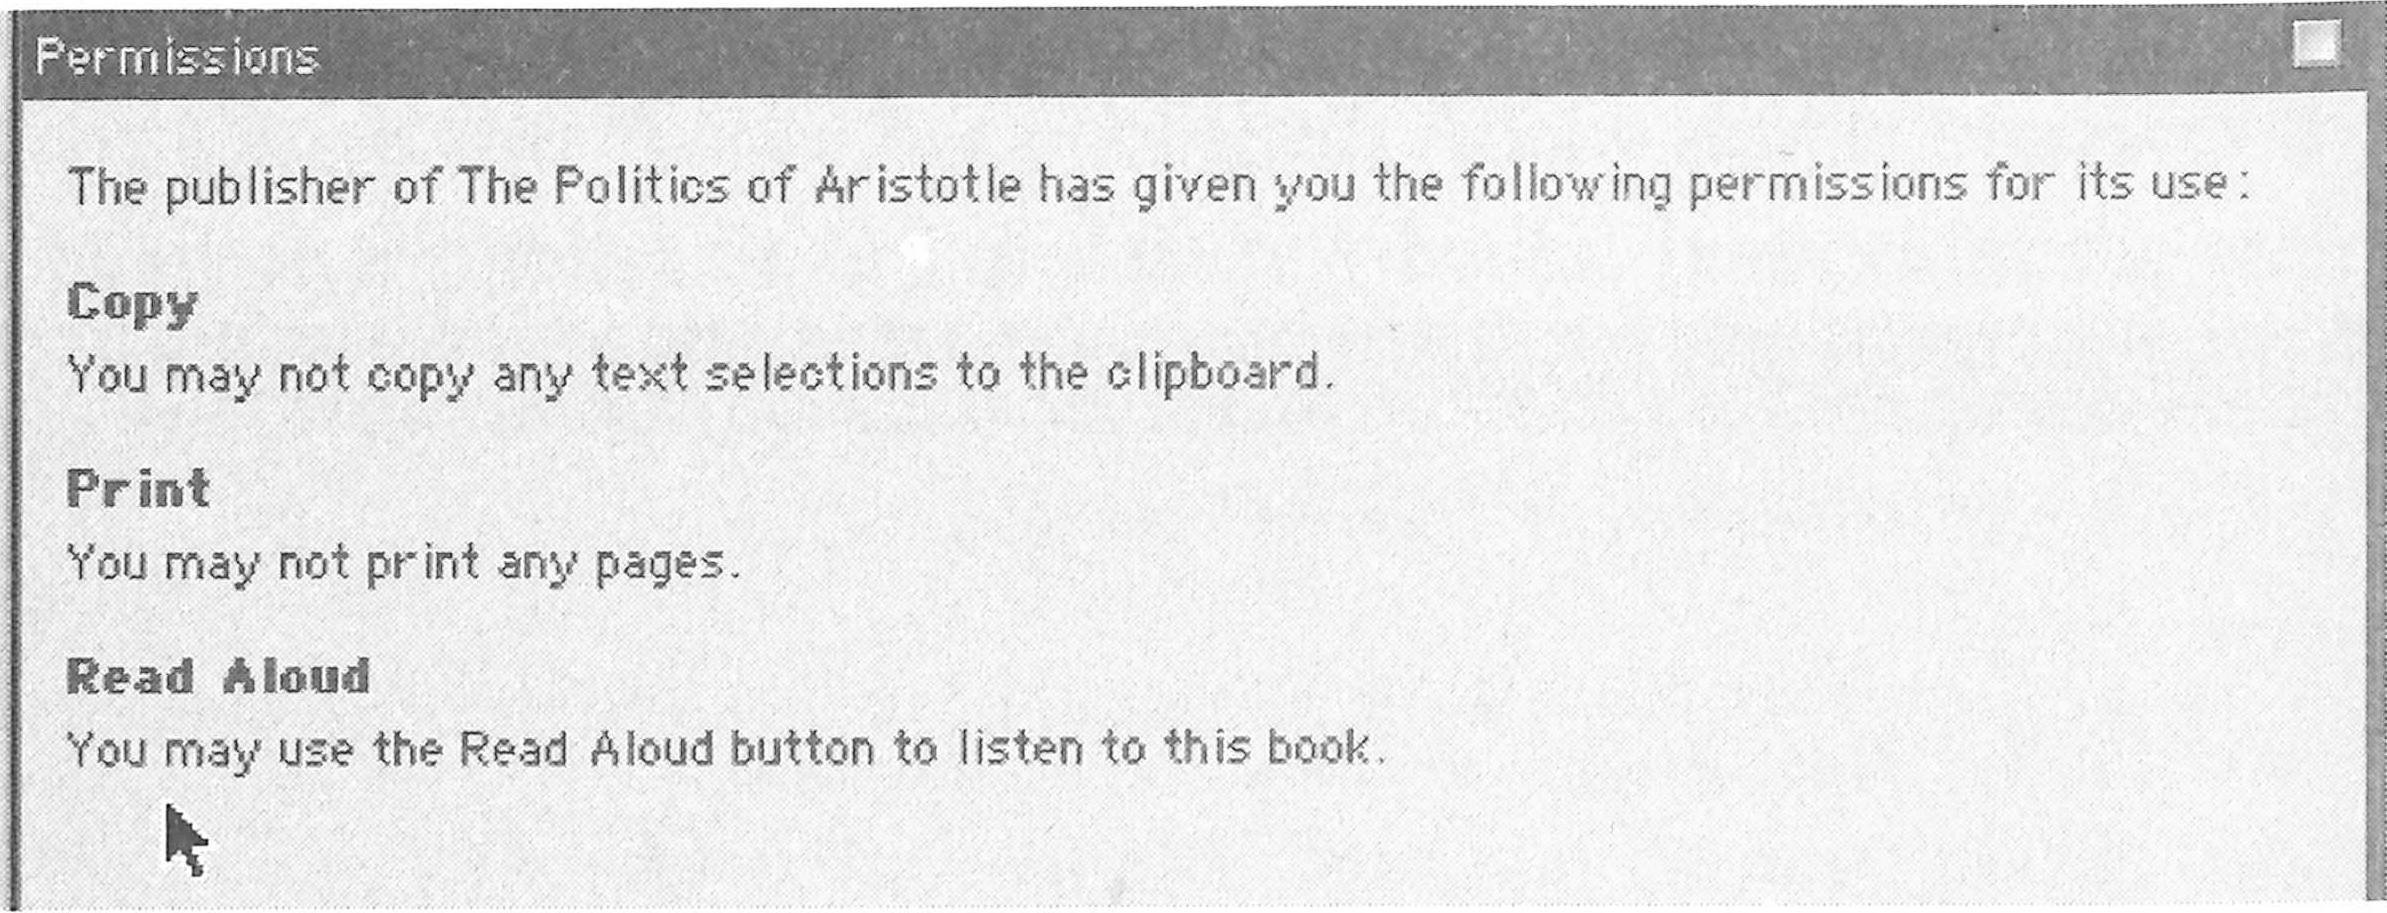 Permissions
The publisher of The Politics of Aristotle has given you the following permissions for its use:
Copy
You may not copy any text selections to the clipboard.
Print
You may not print any pages.
Read Aloud
You may use the Read Aloud button to listen to this book.